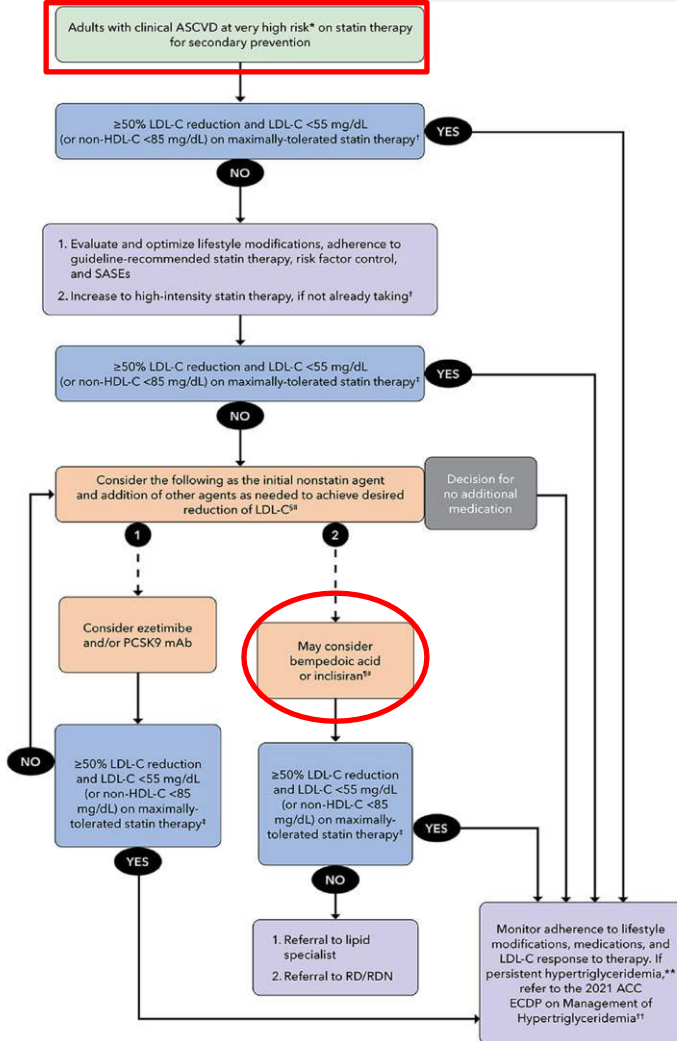 Adults with clinical ASCVD at very high risk* on statin therapy
for secondary prevention
≥50% LDL-C reduction and LDL-C <55 mg/dL
(or non-HDL-C <85 mg/dL) on maximally-tolerated statin therapy†
YES
NO
1. Evaluate and optimize lifestyle modifications, adherence to
guideline-recommended statin therapy, risk factor control,
and SASEs
2. Increase to high-intensity statin therapy, if not already taking†
≥50% LDL-C reduction and LDL-C <55 mg/dL
(or non-HDL-C <85 mg/dL) on maximally-tolerated statin therapy‡
YES
NO
Consider the following as the initial nonstatin agent
and addition of other agents as needed to achieve desired
reduction of LDL-C§#
Decision for
no additional
medication
1
2
Consider ezetimibe
and/or PCSK9 mAb
May consider
bempedoic acid
or inclisiran¶#
NO
≥50% LDL-C reduction
and LDL-C <55 mg/dL
(or non-HDL-C <85
mg/dL) on maximally-
tolerated statin therapy‡
YES
≥50% LDL-C reduction
and LDL-C <55 mg/dL
(or non-HDL-C <85
mg/dL) on maximally-
tolerated statin therapy‡
YES
NO
1. Referral to lipid
specialist
2. Referral to RD/RDN
Monitor adherence to lifestyle
modifications, medications, and
LDL-C response to therapy. If
persistent hypertriglyceridemia,**
refer to the 2021 ACC
ECDP on Management of
Hypertriglyceridemia††